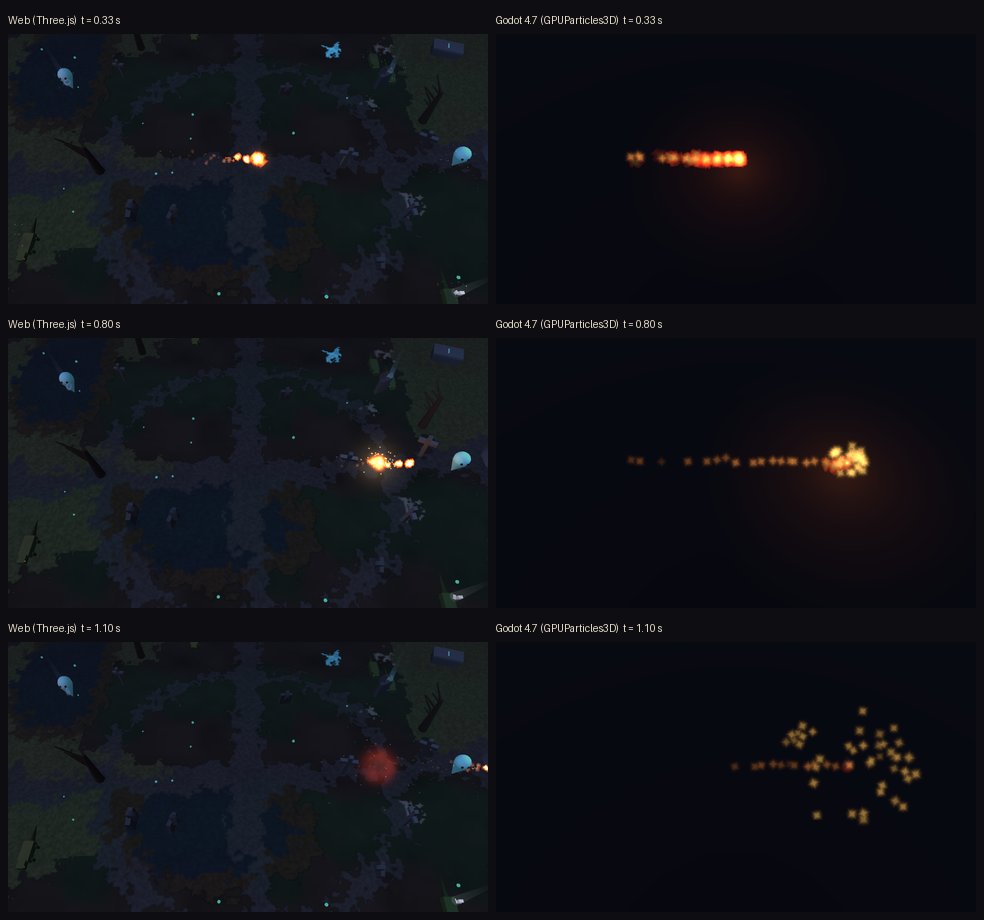 Web (Three.js) t = 0.33 s
Godot 4.7 (GPUParticles3D) t = 0.33
Web (Three.js) t = 0.80 s
Godot 4.7 (GPUParticles3D) t = 0.80
Web (Three.js) t = 1.10 s
Godot 4.7 (GPUParticles3D) t = 1.10